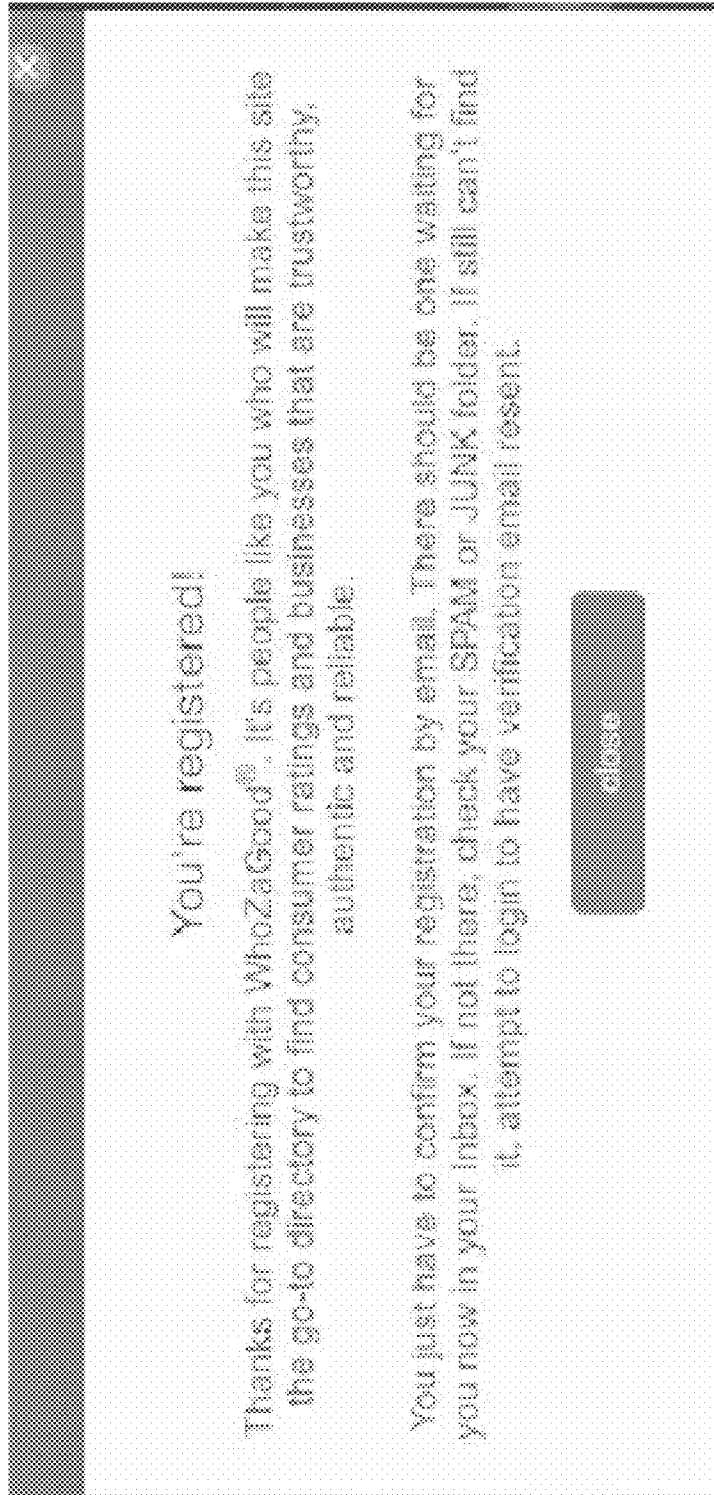 X
You're registered!
Thanks for registering with WhoZaGood®. It's people like you who will make this site
the go-to directory to find consumer ratings and businesses that are trustworthy,
authentic and reliable.
You just have to confirm your registration by email. There should be one waiting for
you now in your Inbox. If not there, check your SPAM or JUNK folder. If still can't find
it, attempt to login to have verification email resent.
close